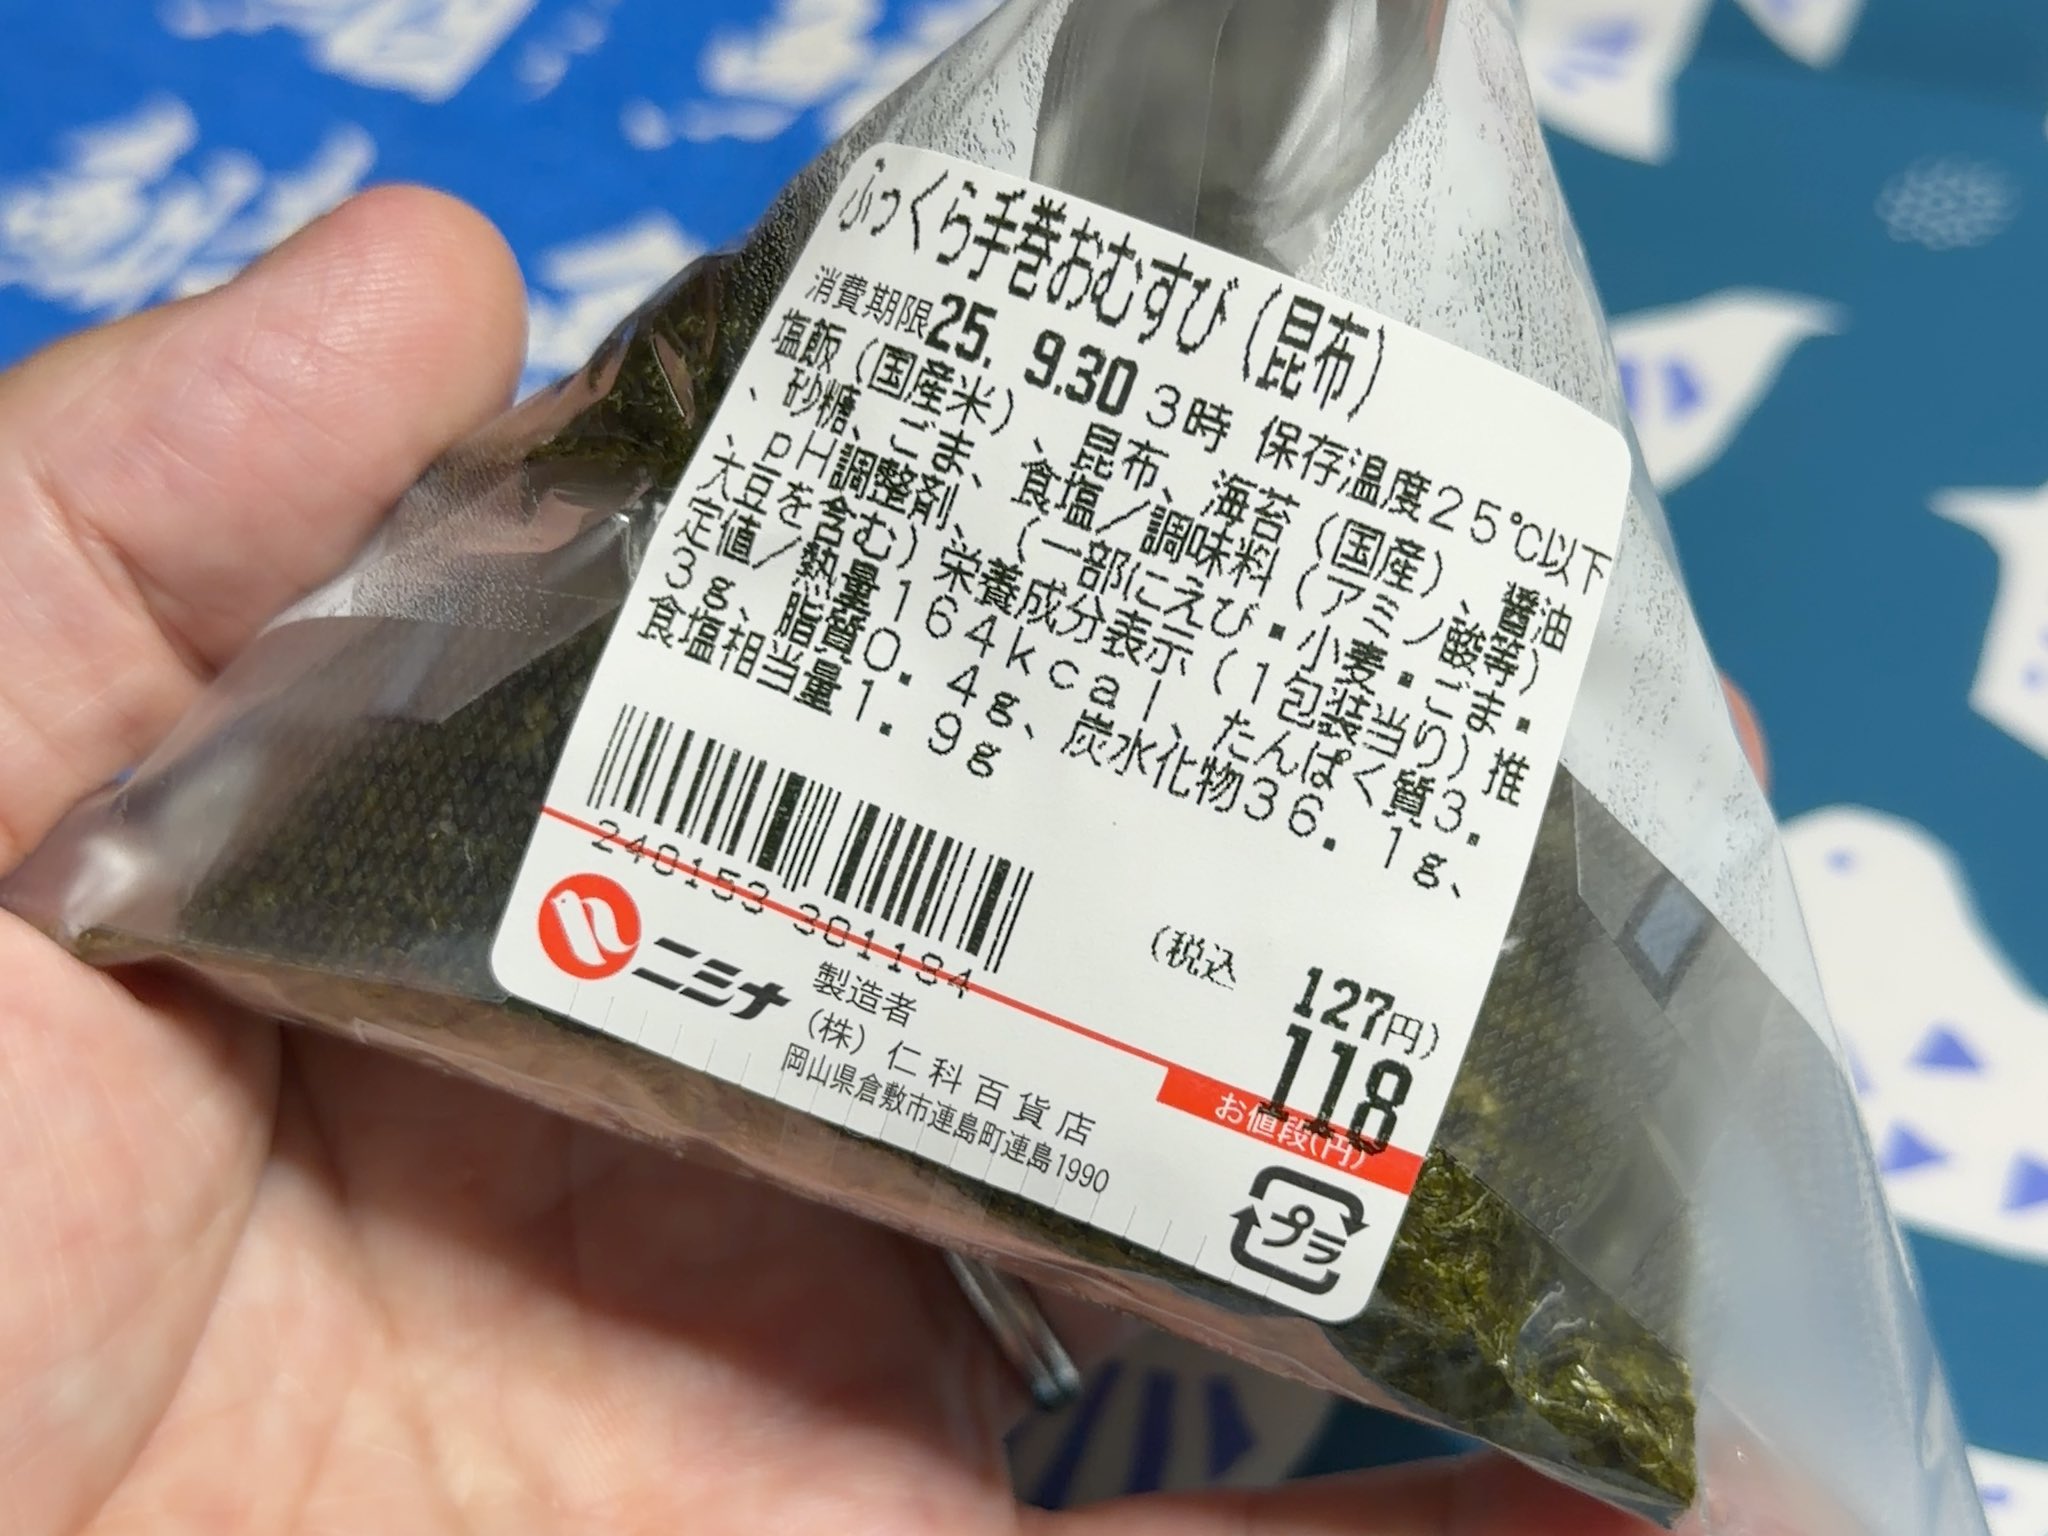 ふっくら手巻おむすび(昆布)
消費期限25. 9.30 3時 保存温度25℃以下
塩飯(国産米)、昆布、海苔(国産)、醤油
、砂糖、ごま、食塩/調味料(アミノ酸等)
、pH調整剤、(一部にえび・小麦・ごま・
大豆を含む)栄養成分表示(1包装当り)推
定値/熱量164kcal、たんぱく質3.
3g、脂質0.4g、炭水化物36.1g、
食塩相当量1.9g
240153 301184
(税込 127円)
118
お値段(円)
ニシナ
製造者
(株)仁科百貨店
岡山県倉敷市連島町連島1990
プラ